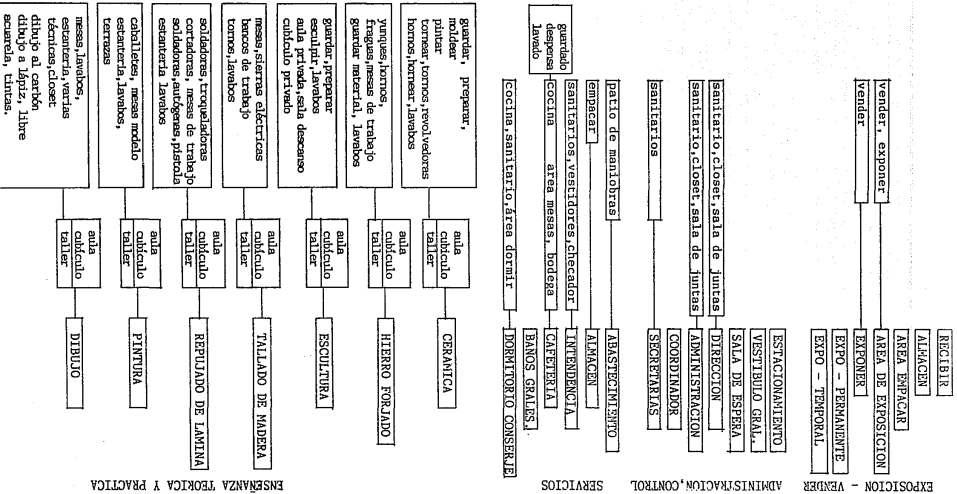 EXPOSICION - VENDER
RECIBIR
ALMACEN
AREA EMPACAR
AREA DE EXPOSICION
vender, exponer
EXPONER
vender
EXPO - PERMANENTE
EXPO - TEMPORAL
ADMINISTRACIÓN,CONTROL
ESTACIONAMIENTO
VESTIBULO GRAL.
SALA DE ESPERA
DIRECCION
sanitario,closet,sala de juntas
ADMINISTRACION
sanitario,closet,sala de juntas
COORDINADOR
SECRETARIAS
sanitarios
SERVICIOS
ABASTECIMIENTO
patio de maniobras
ALMACEN
empacar
INTENDENCIA
sanitarios,vestidores,checador
CAFETERIA
cocina area mesas, bodega
guardado
despensa
lavado
BAÑOS GRALES.
DORMITORIO CONSERJE
cocina,sanitario,área dormir
ENSEÑANZA TEORICA Y PRACTICA
CERAMICA
aula
cubículo
taller
guardar, preparar,
moldear
pintar
tornear,tornos,revolvedoras
hornos,hornear,lavabos
HIERRO FORJADO
aula
cubículo
taller
yunques,hornos,
fraguas,mesas de trabajo
guardar material, lavabos
ESCULTURA
aula
cubículo
taller
guardar,preparar
esculpir,lavabos
aula privada,sala descanso
cubículo privado
TALLADO DE MADERA
aula
cubículo
taller
mesas,sierras eléctricas
bancos de trabajo
tornos,lavabos
REPUJADO DE LAMINA
aula
cubículo
taller
soldadoras,troqueladoras
cortadoras, mesas de trabajo
soldadoras,autógenas,pistola
estantería lavabos
PINTURA
aula
cubículo
taller
caballetes, mesas modelo
estantería,lavabos,
terrazas
DIBUJO
aula
cubículo
taller
mesas,lavabos,
estantería,varias
técnicas,closet
dibujo al carbón
dibujo a lápiz, libre
acuarela, tintas.